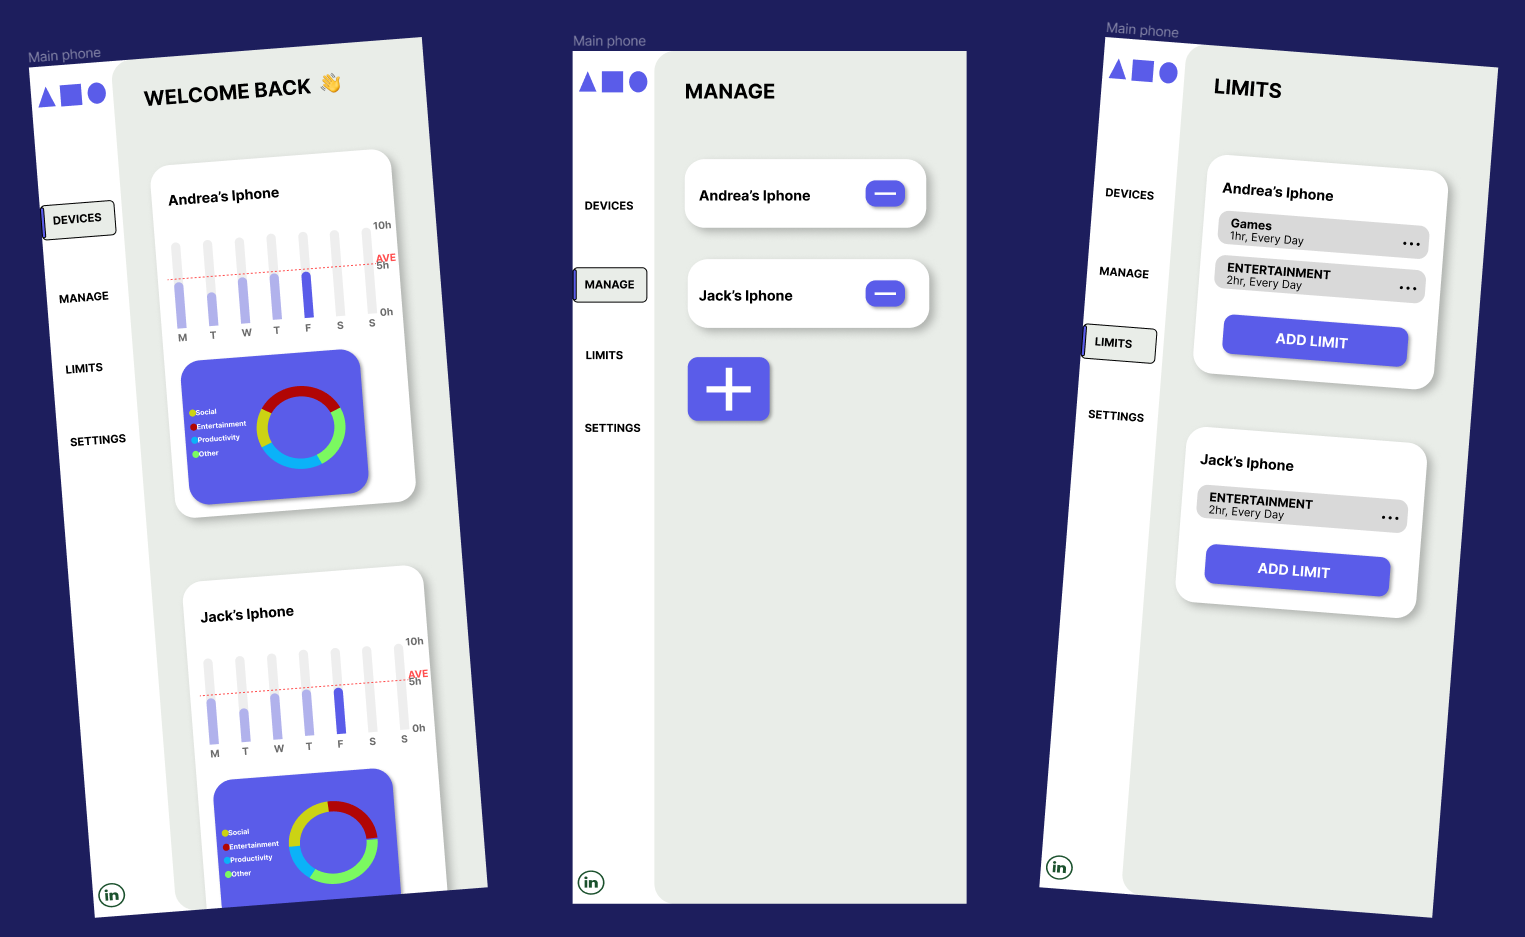 Main phone
WELCOME BACK 👋
DEVICES
MANAGE
LIMITS
SETTINGS
Andrea's Iphone
10h
AVE
5h
0h
M T W T F S S
Social
Entertainment
Productivity
Other
Jack's Iphone
10h
AVE
5h
0h
M T W T F S S
Social
Entertainment
Productivity
Other
in
Main phone
MANAGE
DEVICES
MANAGE
LIMITS
SETTINGS
Andrea's Iphone
Jack's Iphone
in
Main phone
LIMITS
DEVICES
MANAGE
LIMITS
SETTINGS
Andrea's Iphone
Games
1hr, Every Day
ENTERTAINMENT
2hr, Every Day
ADD LIMIT
Jack's Iphone
ENTERTAINMENT
2hr, Every Day
ADD LIMIT
in